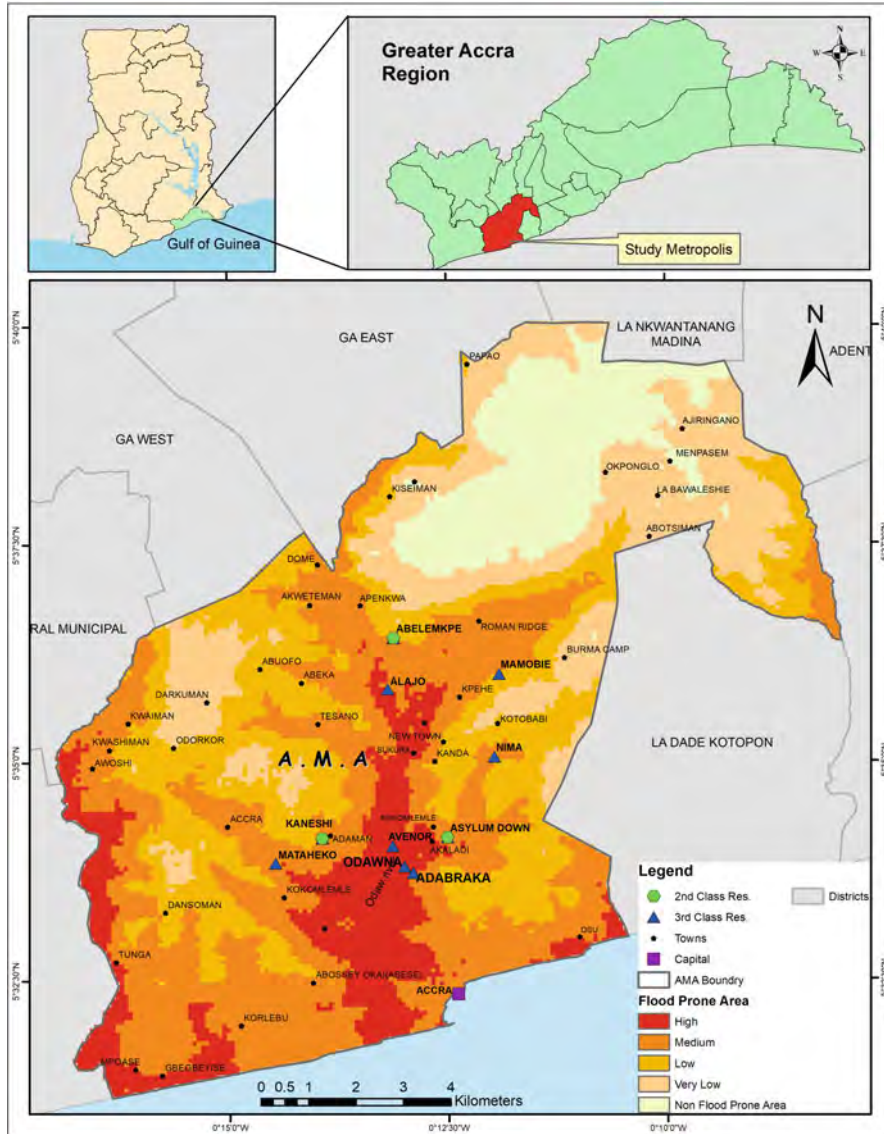 Greater Accra
Region
N
W
E
S
Gulf of Guinea
Study Metropolis
5°40'0"N
GA EAST
LA NKWANTANANG
MADINA
N
ADENT
PAPAO
GA WEST
AJIRINGANO
MENPASEM
OKPONGLO
KISEIMAN
LA BAWALESHIE
ABOTSIMAN
5°37'30"N
DOME
AKWETEMAN
APENKWA
ROMAN RIDGE
ABELEMKPE
RAL MUNICIPAL
BURMA CAMP
ABUOFO
MAMOBIE
ABEKA
ALAJO
KPEHE
DARKUMAN
KWAIMAN
TESANO
KOTOBABI
NEW TOWN
KWASHIMAN
ODORKOR
SUKURA
KANDA
NIMA
LA DADE KOTOPON
A.M.A
AWOSHI
5°35'0"N
ACCRA
KANESHI
ADAMAN
ASYLUM DOWN
AVENOR
AKALADI
MATAHEKO
ODAWNA
ADABRAKA
KOKOMLEMLE
DANSOMAN
OSU
TUNGA
5°32'30"N
ACCRA
KORLEBU
MPOASE
GBEGBEYISE
0 0.5 1 2 3 4
Kilometers
0°15'0"W
0°12'30"W
0°10'0"W
Legend
2nd Class Res.
Districts
3rd Class Res.
Towns
Capital
AMA Boundry
Flood Prone Area
High
Medium
Low
Very Low
Non Flood Prone Area